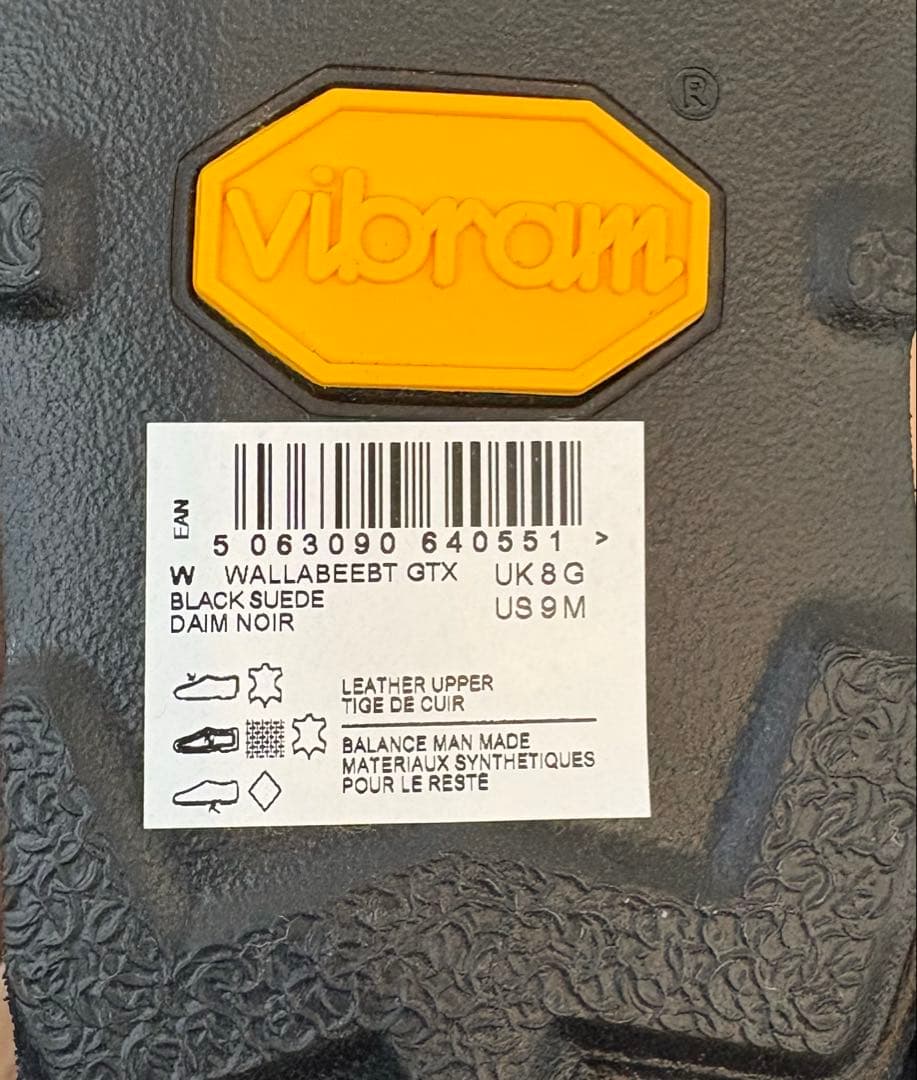 ®
vibram
EAN
5 063090 640551 >
W WALLABEEBT GTX UK 8 G
BLACK SUEDE US 9 M
DAIM NOIR
LEATHER UPPER
TIGE DE CUIR
BALANCE MAN MADE
MATERIAUX SYNTHETIQUES
POUR LE RESTE